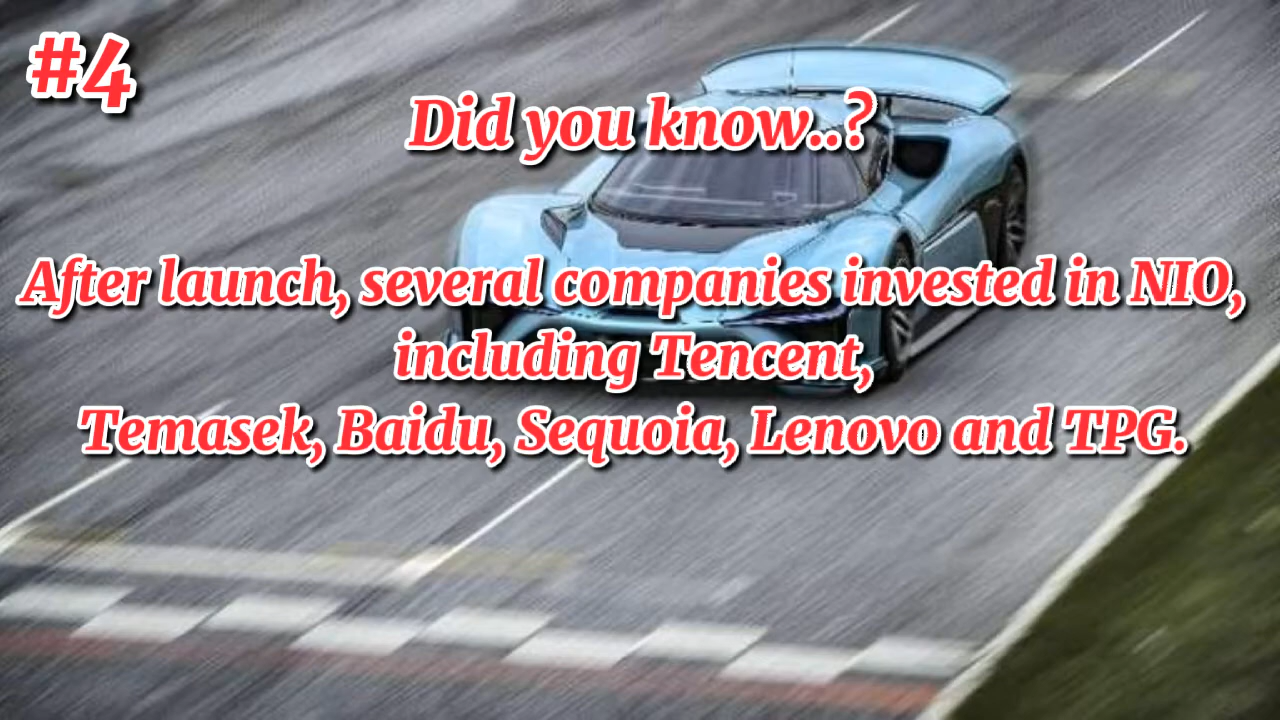 #4
Did you know..?
After launch, several companies invested in NIO,
including Tencent,
Temasek, Baidu, Sequoia, Lenovo and TPG.